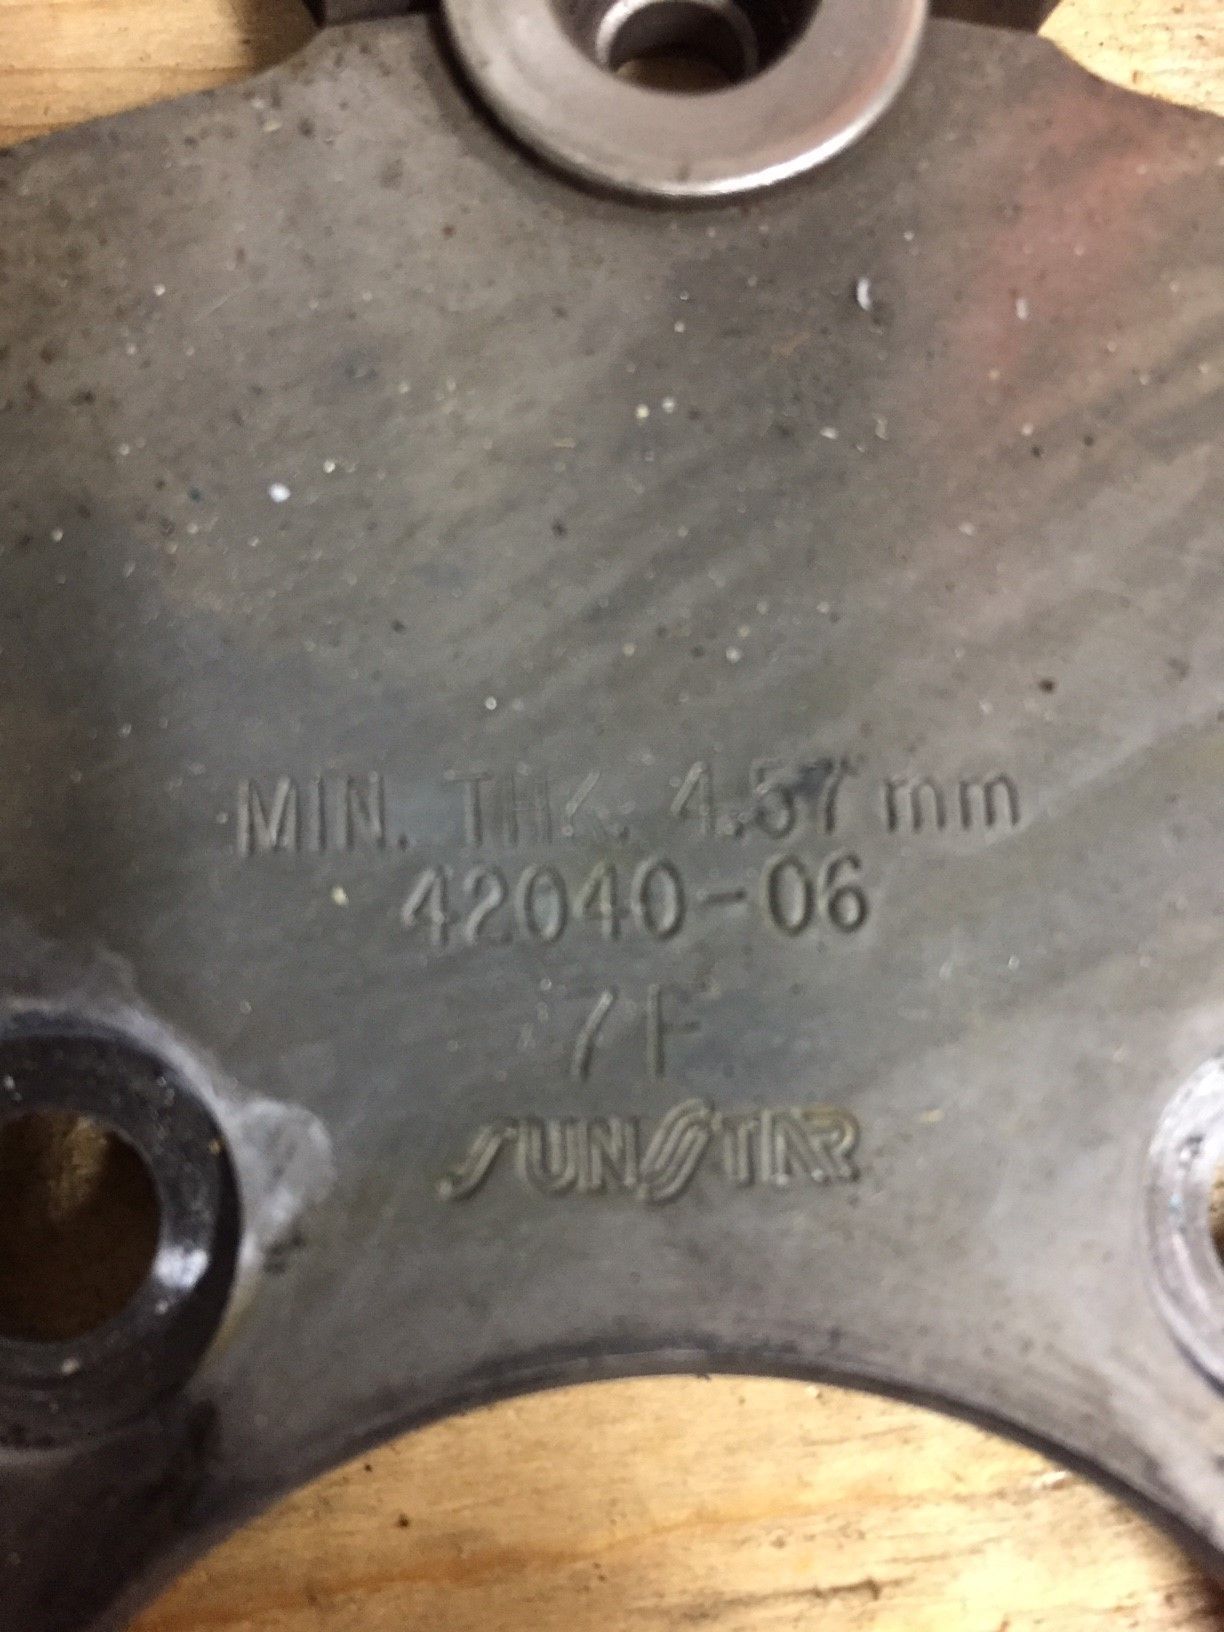 MIN. THK. 4.57 mm
42040-06
7F
SUNSTAR